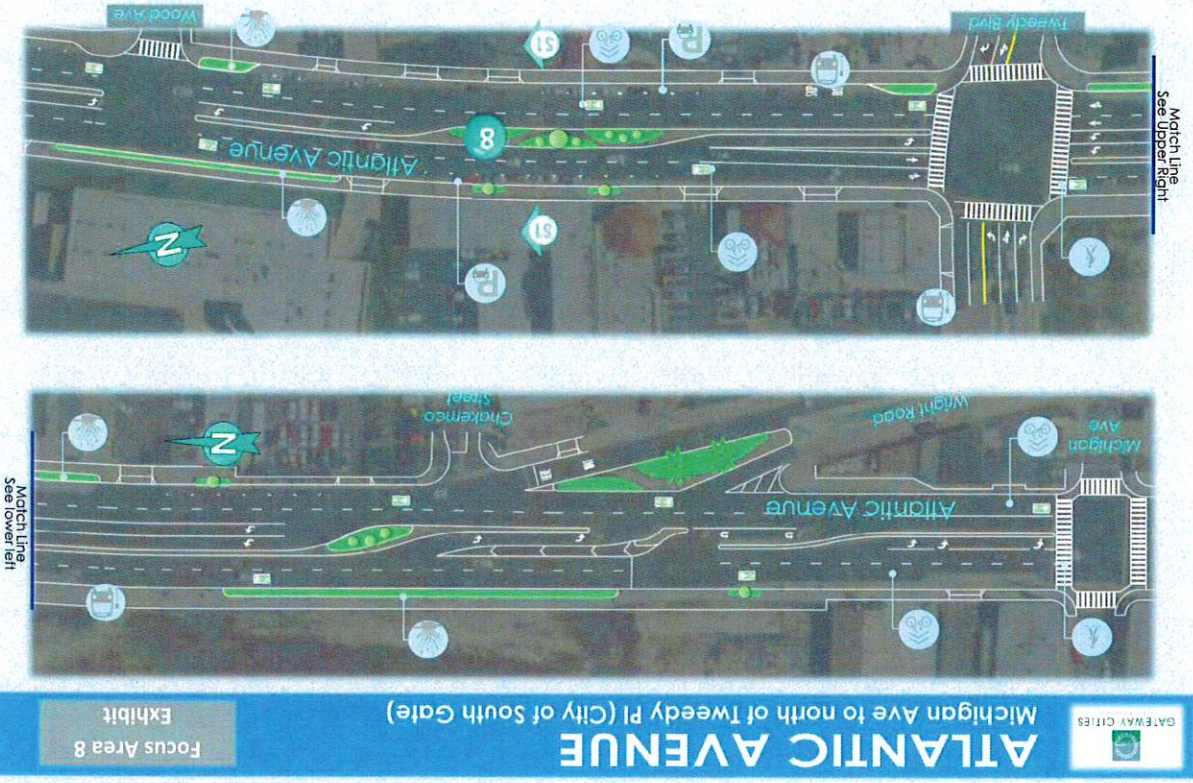 GATEWAY CITIES
ATLANTIC AVENUE
Michigan Ave to north of Tweedy Pl (City of South Gate)
Focus Area 8
Exhibit
Michigan
Ave
Atlantic Avenue
Wright Road
Chakemco
Street
N
Match Line
See lower left
Match Line
See Upper Right
P
S1
N
Atlantic Avenue
8
P
S1
Tweedy Blvd
Wood Ave